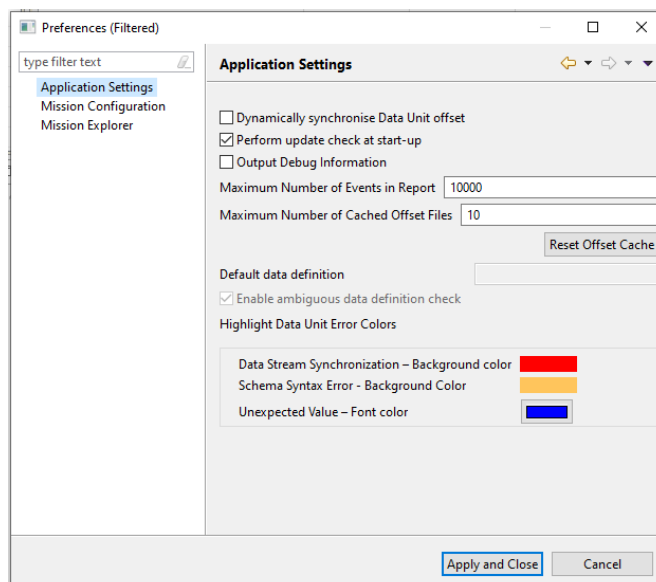 Preferences (Filtered)
type filter text
Application Settings
Mission Configuration
Mission Explorer
Application Settings
Dynamically synchronise Data Unit offset
Perform update check at start-up
Output Debug Information
Maximum Number of Events in Report 10000
Maximum Number of Cached Offset Files 10
Reset Offset Cache
Default data definition
Enable ambiguous data definition check
Highlight Data Unit Error Colors
Data Stream Synchronization – Background color
Schema Syntax Error - Background Color
Unexpected Value – Font color
Apply and Close Cancel